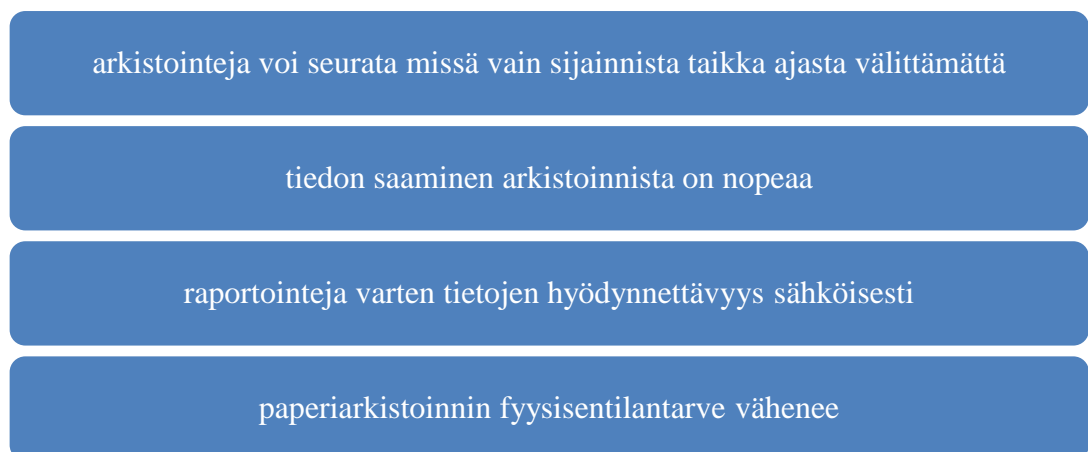 arkistointeja voi seurata missä vain sijainnista taikka ajasta välittämättä
tiedon saaminen arkistoinnista on nopeaa
raportointeja varten tietojen hyödynnettävyys sähköisesti
paperiarkistoinnin fyysisentilantarve vähenee